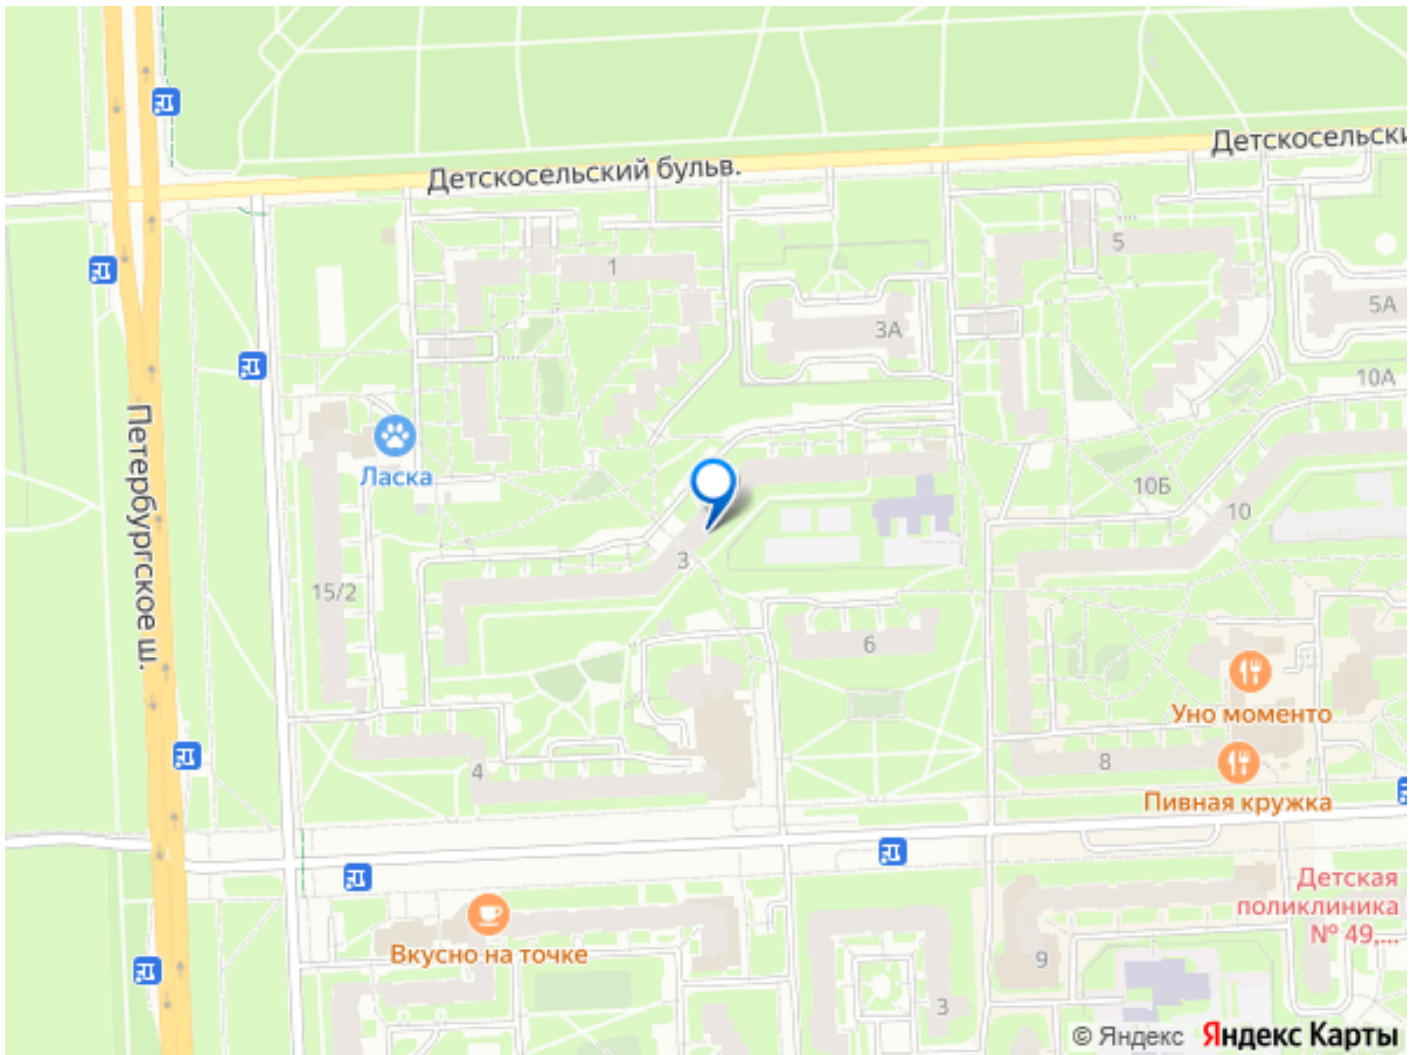 Детскосельски
Детскосельский бульв.
5
1
5А
3А
10А
Петербургское ш.
Ласка
10Б
10
3
15/2
6
Уно моменто
8
4
Пивная кружка
Детская
поликлиника
№ 49,...
Вкусно на точке
9
3
© Яндекс Яндекс Карты